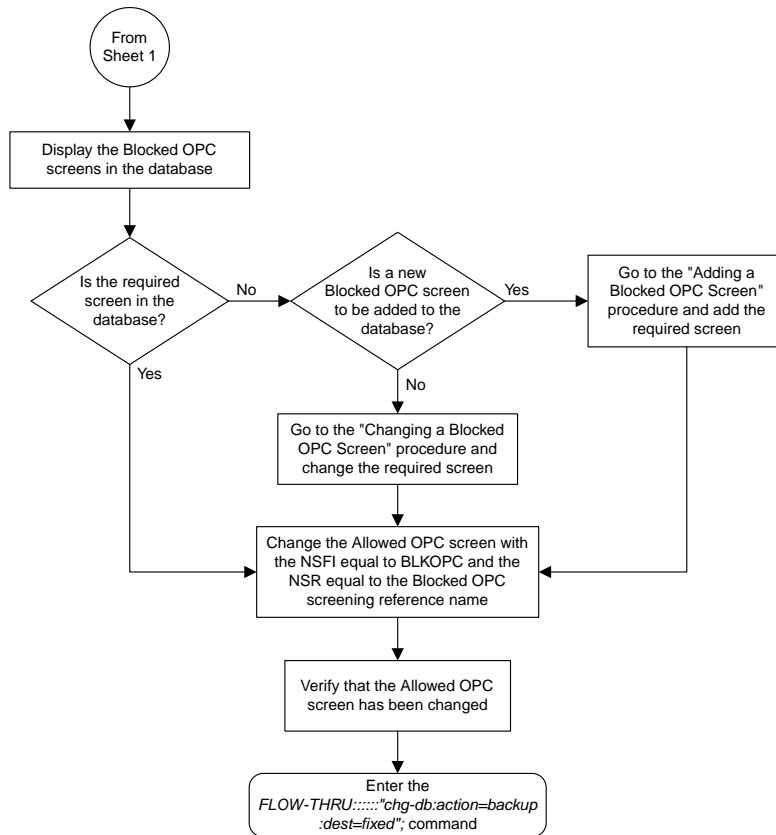 From
Sheet 1
Display the Blocked OPC
screens in the database
Is the required
screen in the
database?
No
Yes
Is a new
Blocked OPC screen
to be added to the
database?
Yes
No
Go to the "Adding a
Blocked OPC Screen"
procedure and add the
required screen
Go to the "Changing a Blocked
OPC Screen" procedure and
change the required screen
Change the Allowed OPC screen with
the NSFI equal to BLKOPC and the
NSR equal to the Blocked OPC
screening reference name
Verify that the Allowed OPC
screen has been changed
Enter the
FLOW-THRU::::::"chg-db:action=backup
:dest=fixed"; command